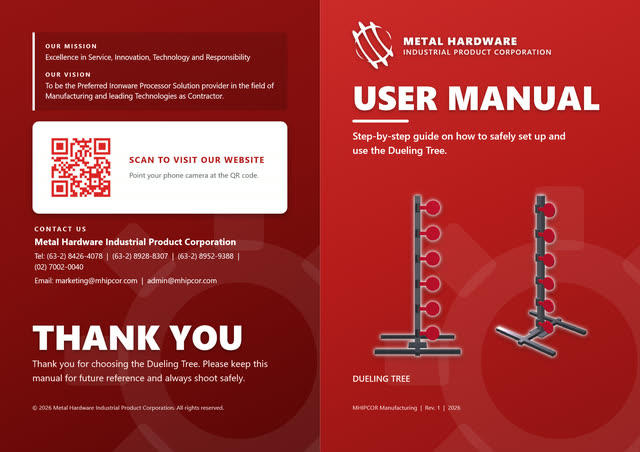 OUR MISSION
Excellence in Service, Innovation, Technology and Responsibility
OUR VISION
To be the Preferred Ironware Processor Solution provider in the field of
Manufacturing and leading Technologies as Contractor.
SCAN TO VISIT OUR WEBSITE
Point your phone camera at the QR code.
CONTACT US
Metal Hardware Industrial Product Corporation
Tel: (63-2) 8426-4078 | (63-2) 8928-8307 | (63-2) 8952-9388 |
(02) 7002-0040
Email: marketing@mhipcor.com | admin@mhipcor.com
THANK YOU
Thank you for choosing the Dueling Tree. Please keep this
manual for future reference and always shoot safely.
© 2026 Metal Hardware Industrial Product Corporation. All rights reserved.
METAL HARDWARE
INDUSTRIAL PRODUCT CORPORATION
USER MANUAL
Step-by-step guide on how to safely set up and
use the Dueling Tree.
DUELING TREE
MHIPCOR Manufacturing | Rev. 1 | 2026